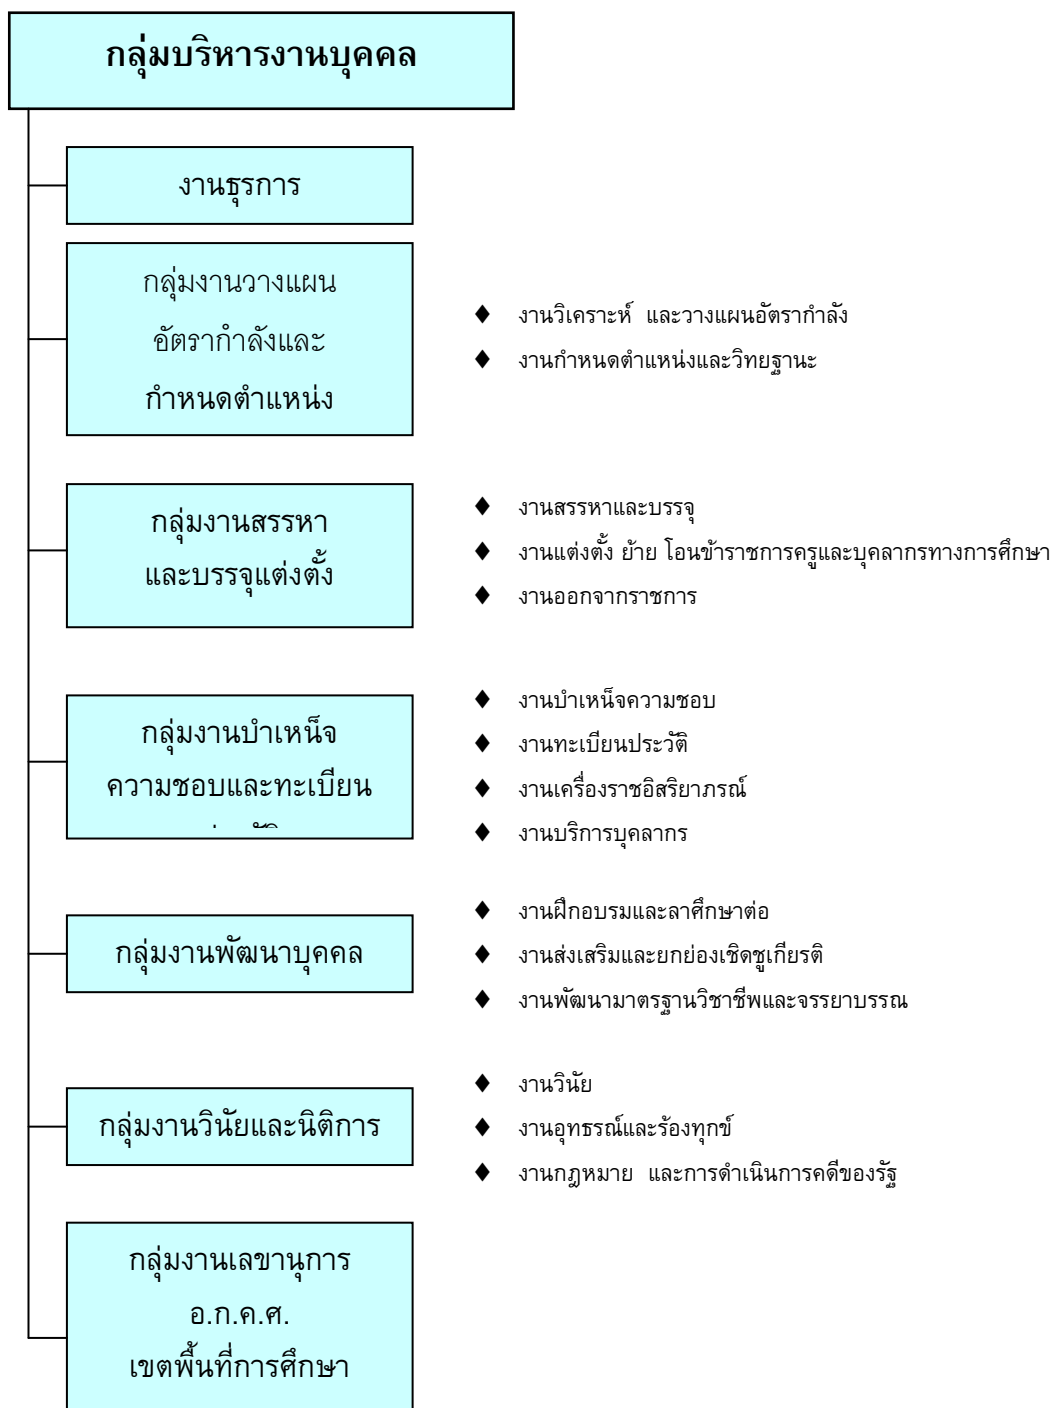 กลุ่มบริหารงานบุคคล
งานธุรการ
กลุ่มงานวางแผน
อัตรากำลังและ
กำหนดตำแหน่ง
◆ งานวิเคราะห์ และวางแผนอัตรากำลัง
◆ งานกำหนดตำแหน่งและวิทยฐานะ
กลุ่มงานสรรหา
และบรรจุแต่งตั้ง
◆ งานสรรหาและบรรจุ
◆ งานแต่งตั้ง ย้าย โอนข้าราชการครูและบุคลากรทางการศึกษา
◆ งานออกจากราชการ
กลุ่มงานบำเหน็จ
ความชอบและทะเบียน
◆ งานบำเหน็จความชอบ
◆ งานทะเบียนประวัติ
◆ งานเครื่องราชอิสริยาภรณ์
◆ งานบริการบุคลากร
กลุ่มงานพัฒนาบุคคล
◆ งานฝึกอบรมและลาศึกษาต่อ
◆ งานส่งเสริมและยกย่องเชิดชูเกียรติ
◆ งานพัฒนามาตรฐานวิชาชีพและจรรยาบรรณ
กลุ่มงานวินัยและนิติการ
◆ งานวินัย
◆ งานอุทธรณ์และร้องทุกข์
◆ งานกฎหมาย และการดำเนินการคดีของรัฐ
กลุ่มงานเลขานุการ
อ.ก.ค.ศ.
เขตพื้นที่การศึกษา